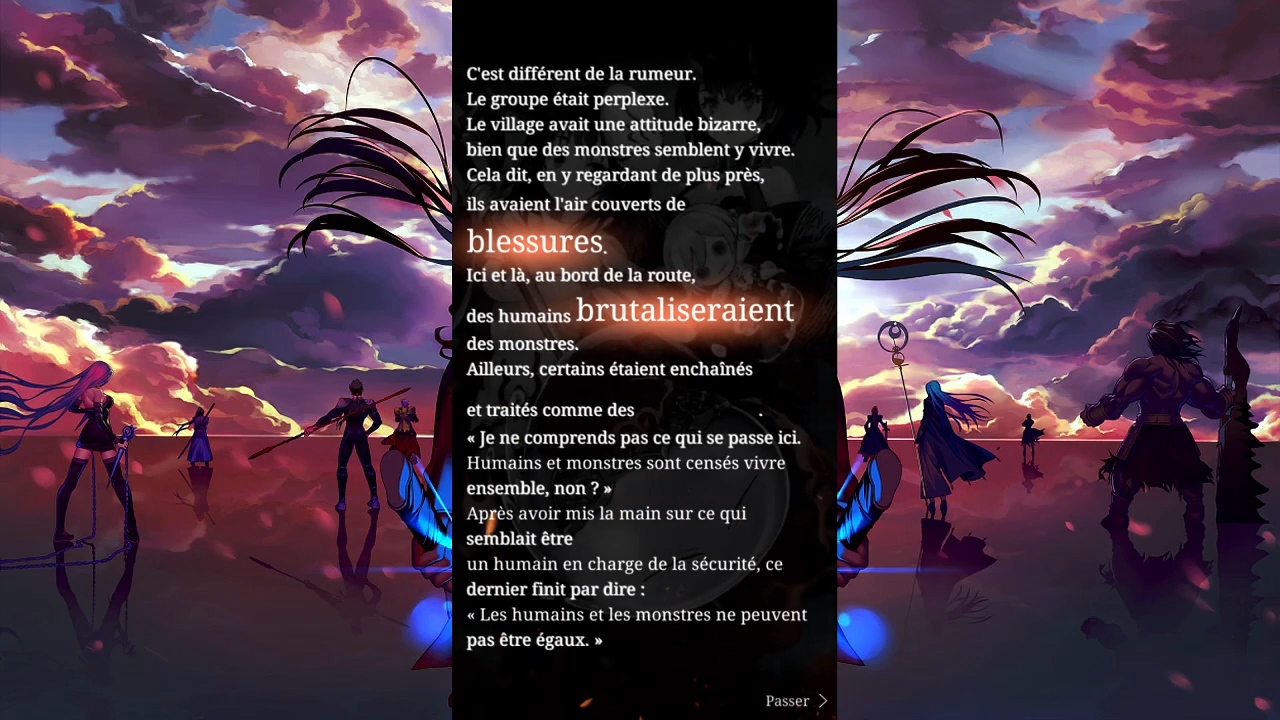 C'est différent de la rumeur.
Le groupe était perplexe.
Le village avait une attitude bizarre,
bien que des monstres semblent y vivre.
Cela dit, en y regardant de plus près,
ils avaient l'air couverts de
blessures.
Ici et là, au bord de la route,
des humains brutaliseraient
des monstres.
Ailleurs, certains étaient enchaînés
et traités comme des .
« Je ne comprends pas ce qui se passe ici.
Humains et monstres sont censés vivre
ensemble, non ? »
Après avoir mis la main sur ce qui
semblait être
un humain en charge de la sécurité, ce
dernier finit par dire :
« Les humains et les monstres ne peuvent
pas être égaux. »
Passer